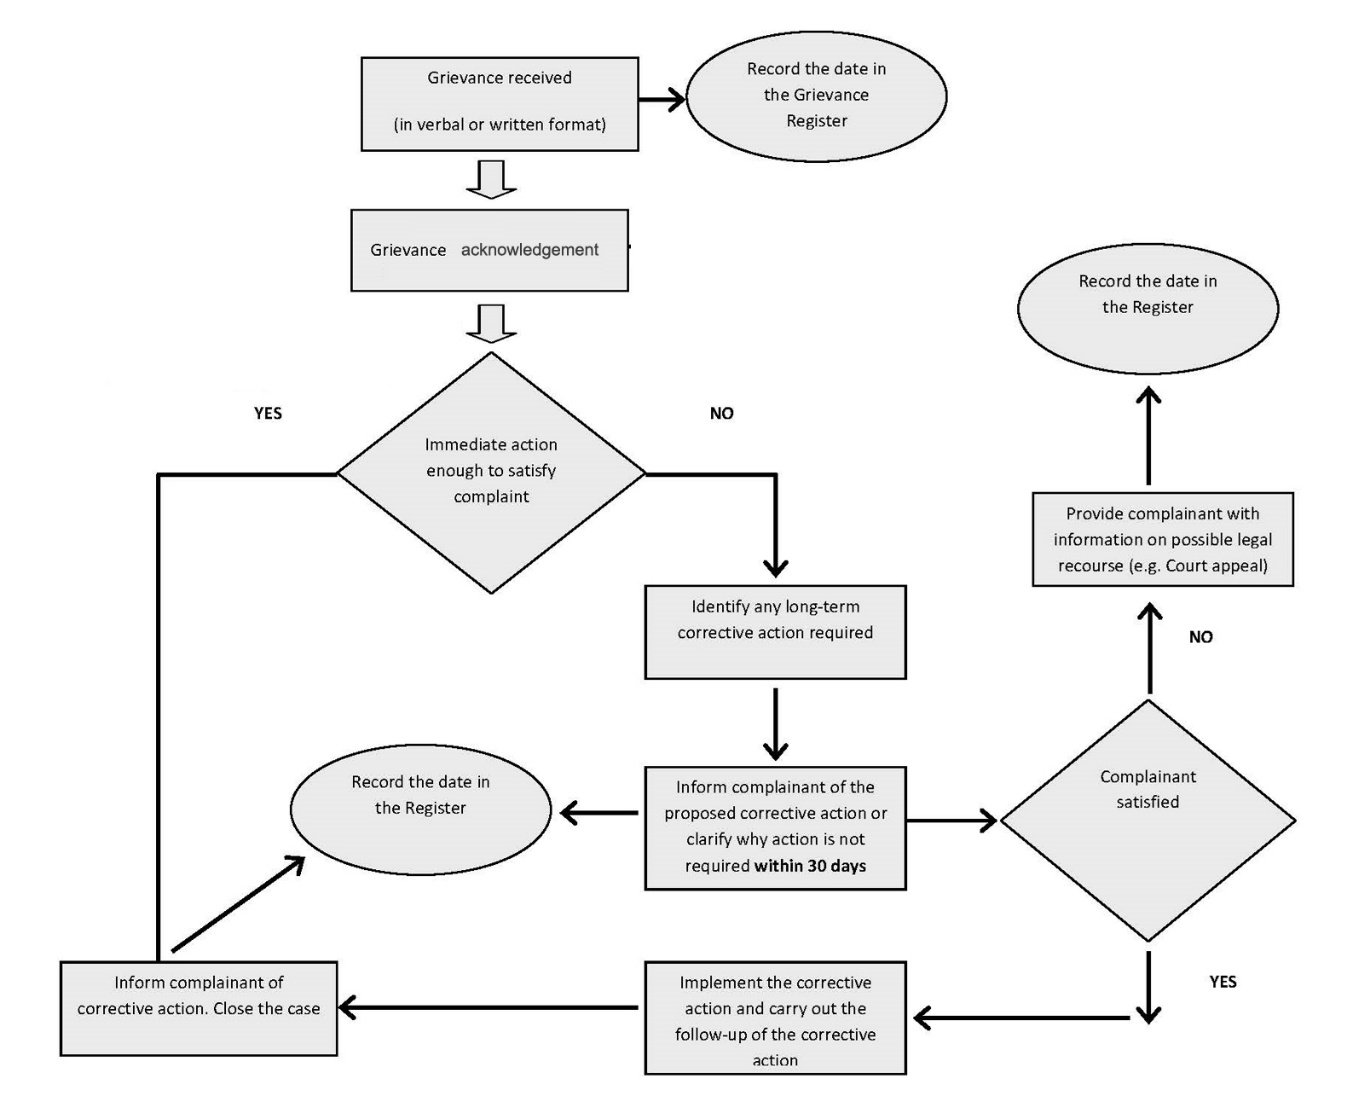 Grievance received
(in verbal or written format)
Record the date in
the Grievance
Register
Grievance acknowledgement
Record the date in
the Register
YES
NO
Immediate action
enough to satisfy
complaint
Provide complainant with
information on possible legal
recourse (e.g. Court appeal)
Identify any long-term
corrective action required
NO
Record the date in
the Register
Inform complainant of the
proposed corrective action or
clarify why action is not
required within 30 days
Complainant
satisfied
Inform complainant of
corrective action. Close the case
Implement the corrective
action and carry out the
follow-up of the corrective
action
YES